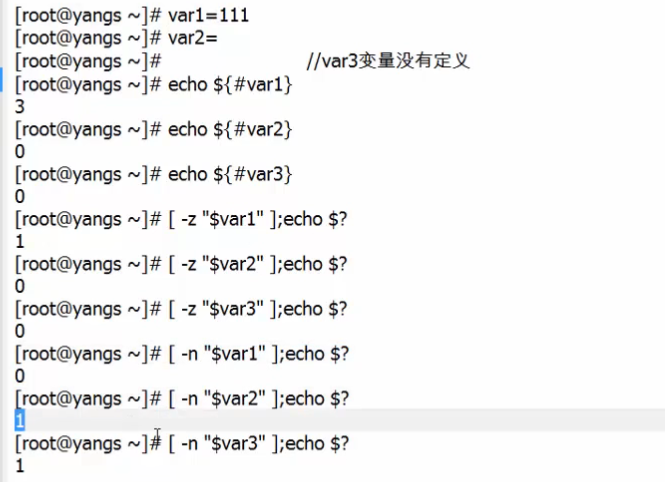 [root@yangs ~]# var1=111
[root@yangs ~]# var2=
[root@yangs ~]# //var3变量没有定义
[root@yangs ~]# echo ${#var1}
3
[root@yangs ~]# echo ${#var2}
0
[root@yangs ~]# echo ${#var3}
0
[root@yangs ~]# [ -z "$var1" ];echo $?
1
[root@yangs ~]# [ -z "$var2" ];echo $?
0
[root@yangs ~]# [ -z "$var3" ];echo $?
0
[root@yangs ~]# [ -n "$var1" ];echo $?
0
[root@yangs ~]# [ -n "$var2" ];echo $?
1
[root@yangs ~]# [ -n "$var3" ];echo $?
1